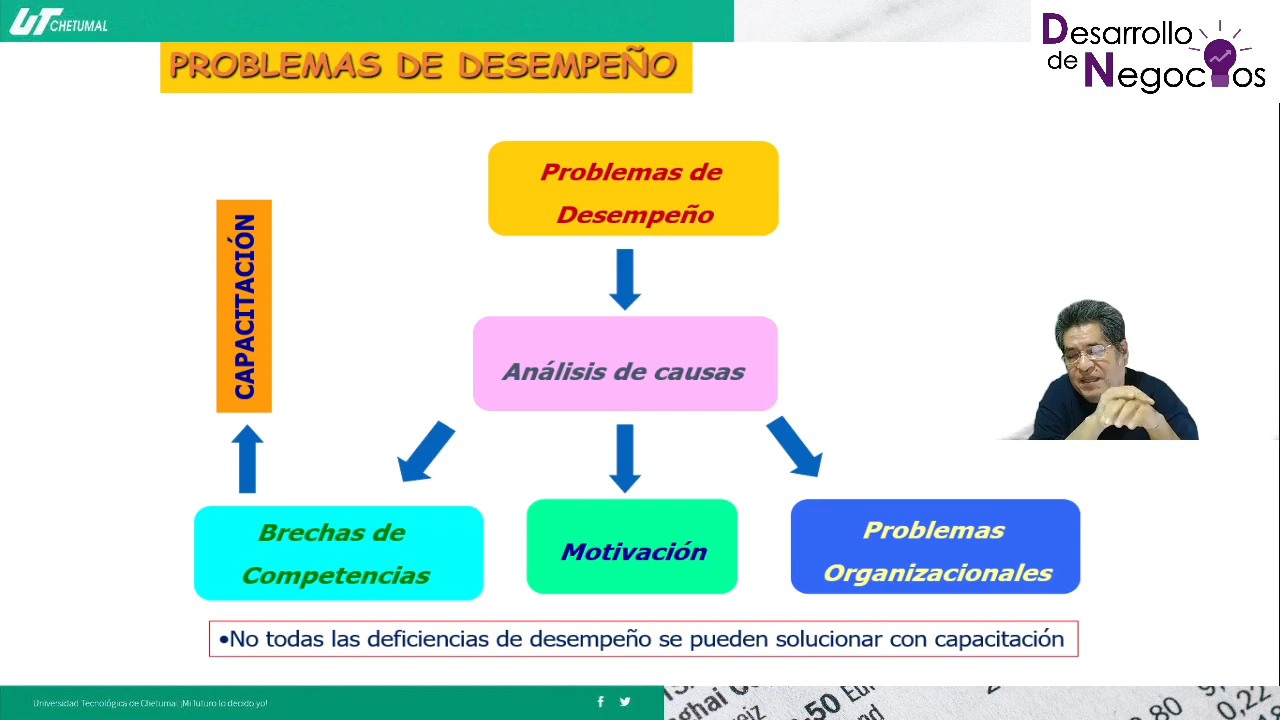 UT CHETUMAL
Desarrollo
de Negocios
PROBLEMAS DE DESEMPEÑO
Problemas de
Desempeño
CAPACITACIÓN
Análisis de causas
Brechas de
Competencias
Motivación
Problemas
Organizacionales
•No todas las deficiencias de desempeño se pueden solucionar con capacitación
Universidad Tecnológica de Chetumal ¡Mi futuro lo decido yo!